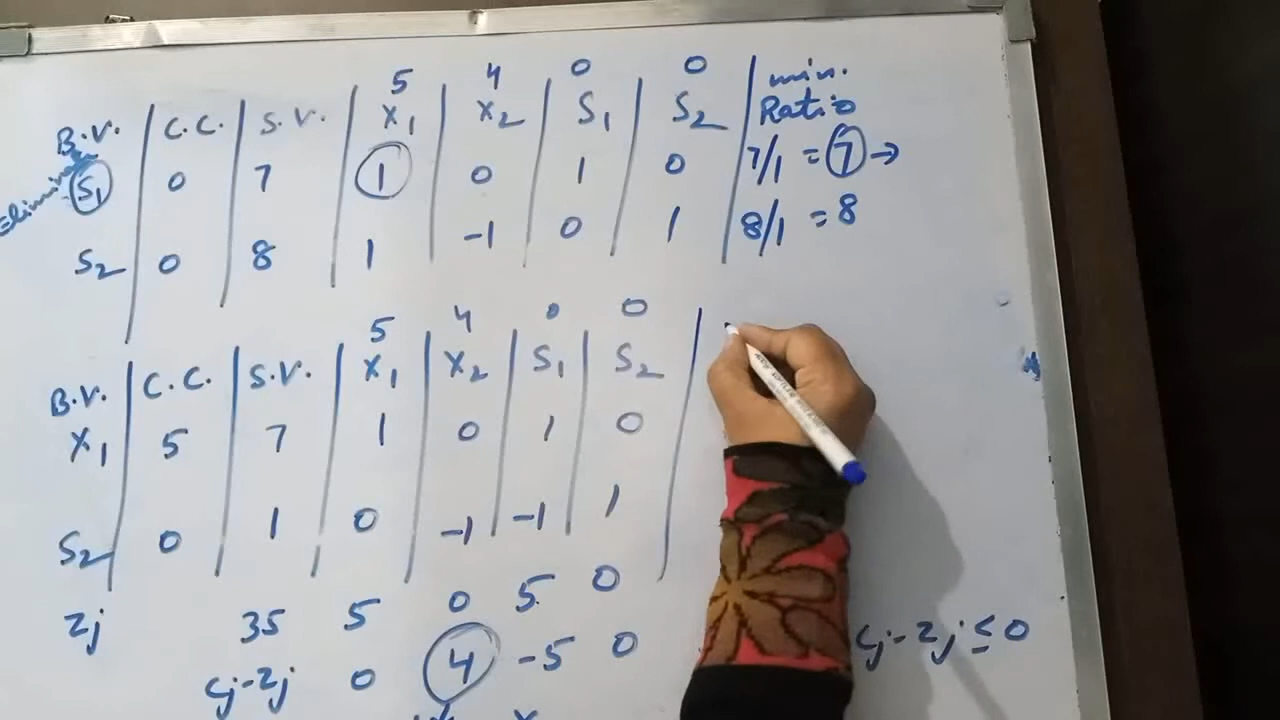 5 4 0 0
B.V. C.C. S.V. X1 X2 S1 S2 min. Ratio
S1 0 7 1 0 1 0 7/1 = 7 →
S2 0 8 1 -1 0 1 8/1 = 8
5 4 0 0
B.V. C.C. S.V. X1 X2 S1 S2
X1 5 7 1 0 1 0
S2 0 1 0 -1 -1 1
Zj 35 5 0 5 0
Cj-Zj 0 4 -5 0 Cj-Zj ≤ 0